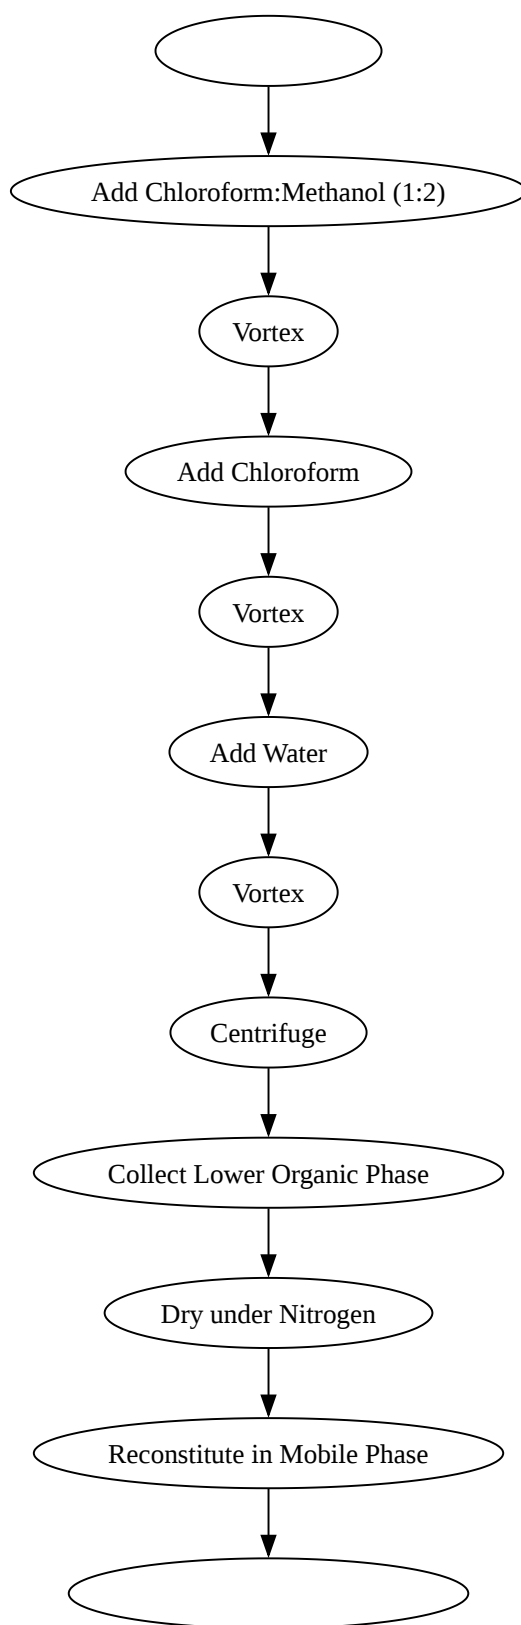 Add Chloroform:Methanol (1:2)
Vortex
Add Chloroform
Vortex
Add Water
Vortex
Centrifuge
Collect Lower Organic Phase
Dry under Nitrogen
Reconstitute in Mobile Phase